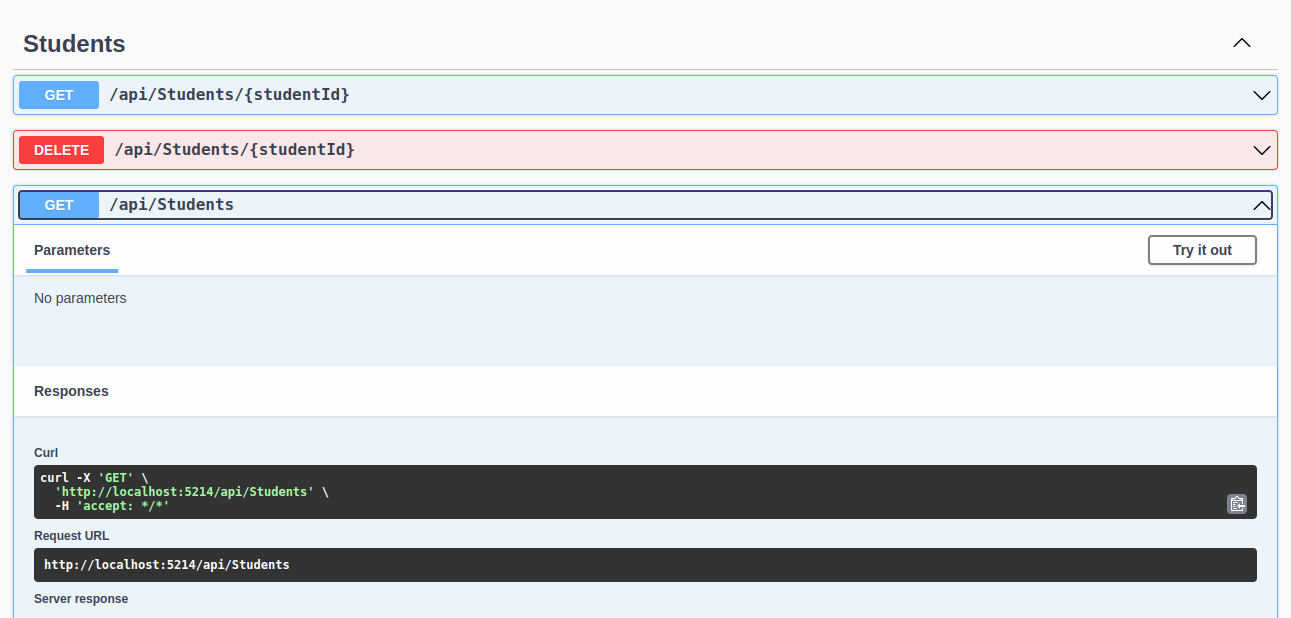 Students
GET /api/Students/{studentId}
DELETE /api/Students/{studentId}
GET /api/Students
Parameters
Try it out
No parameters
Responses
Curl
curl -X 'GET' \
  'http://localhost:5214/api/Students' \
  -H 'accept: */*'
Request URL
http://localhost:5214/api/Students
Server response